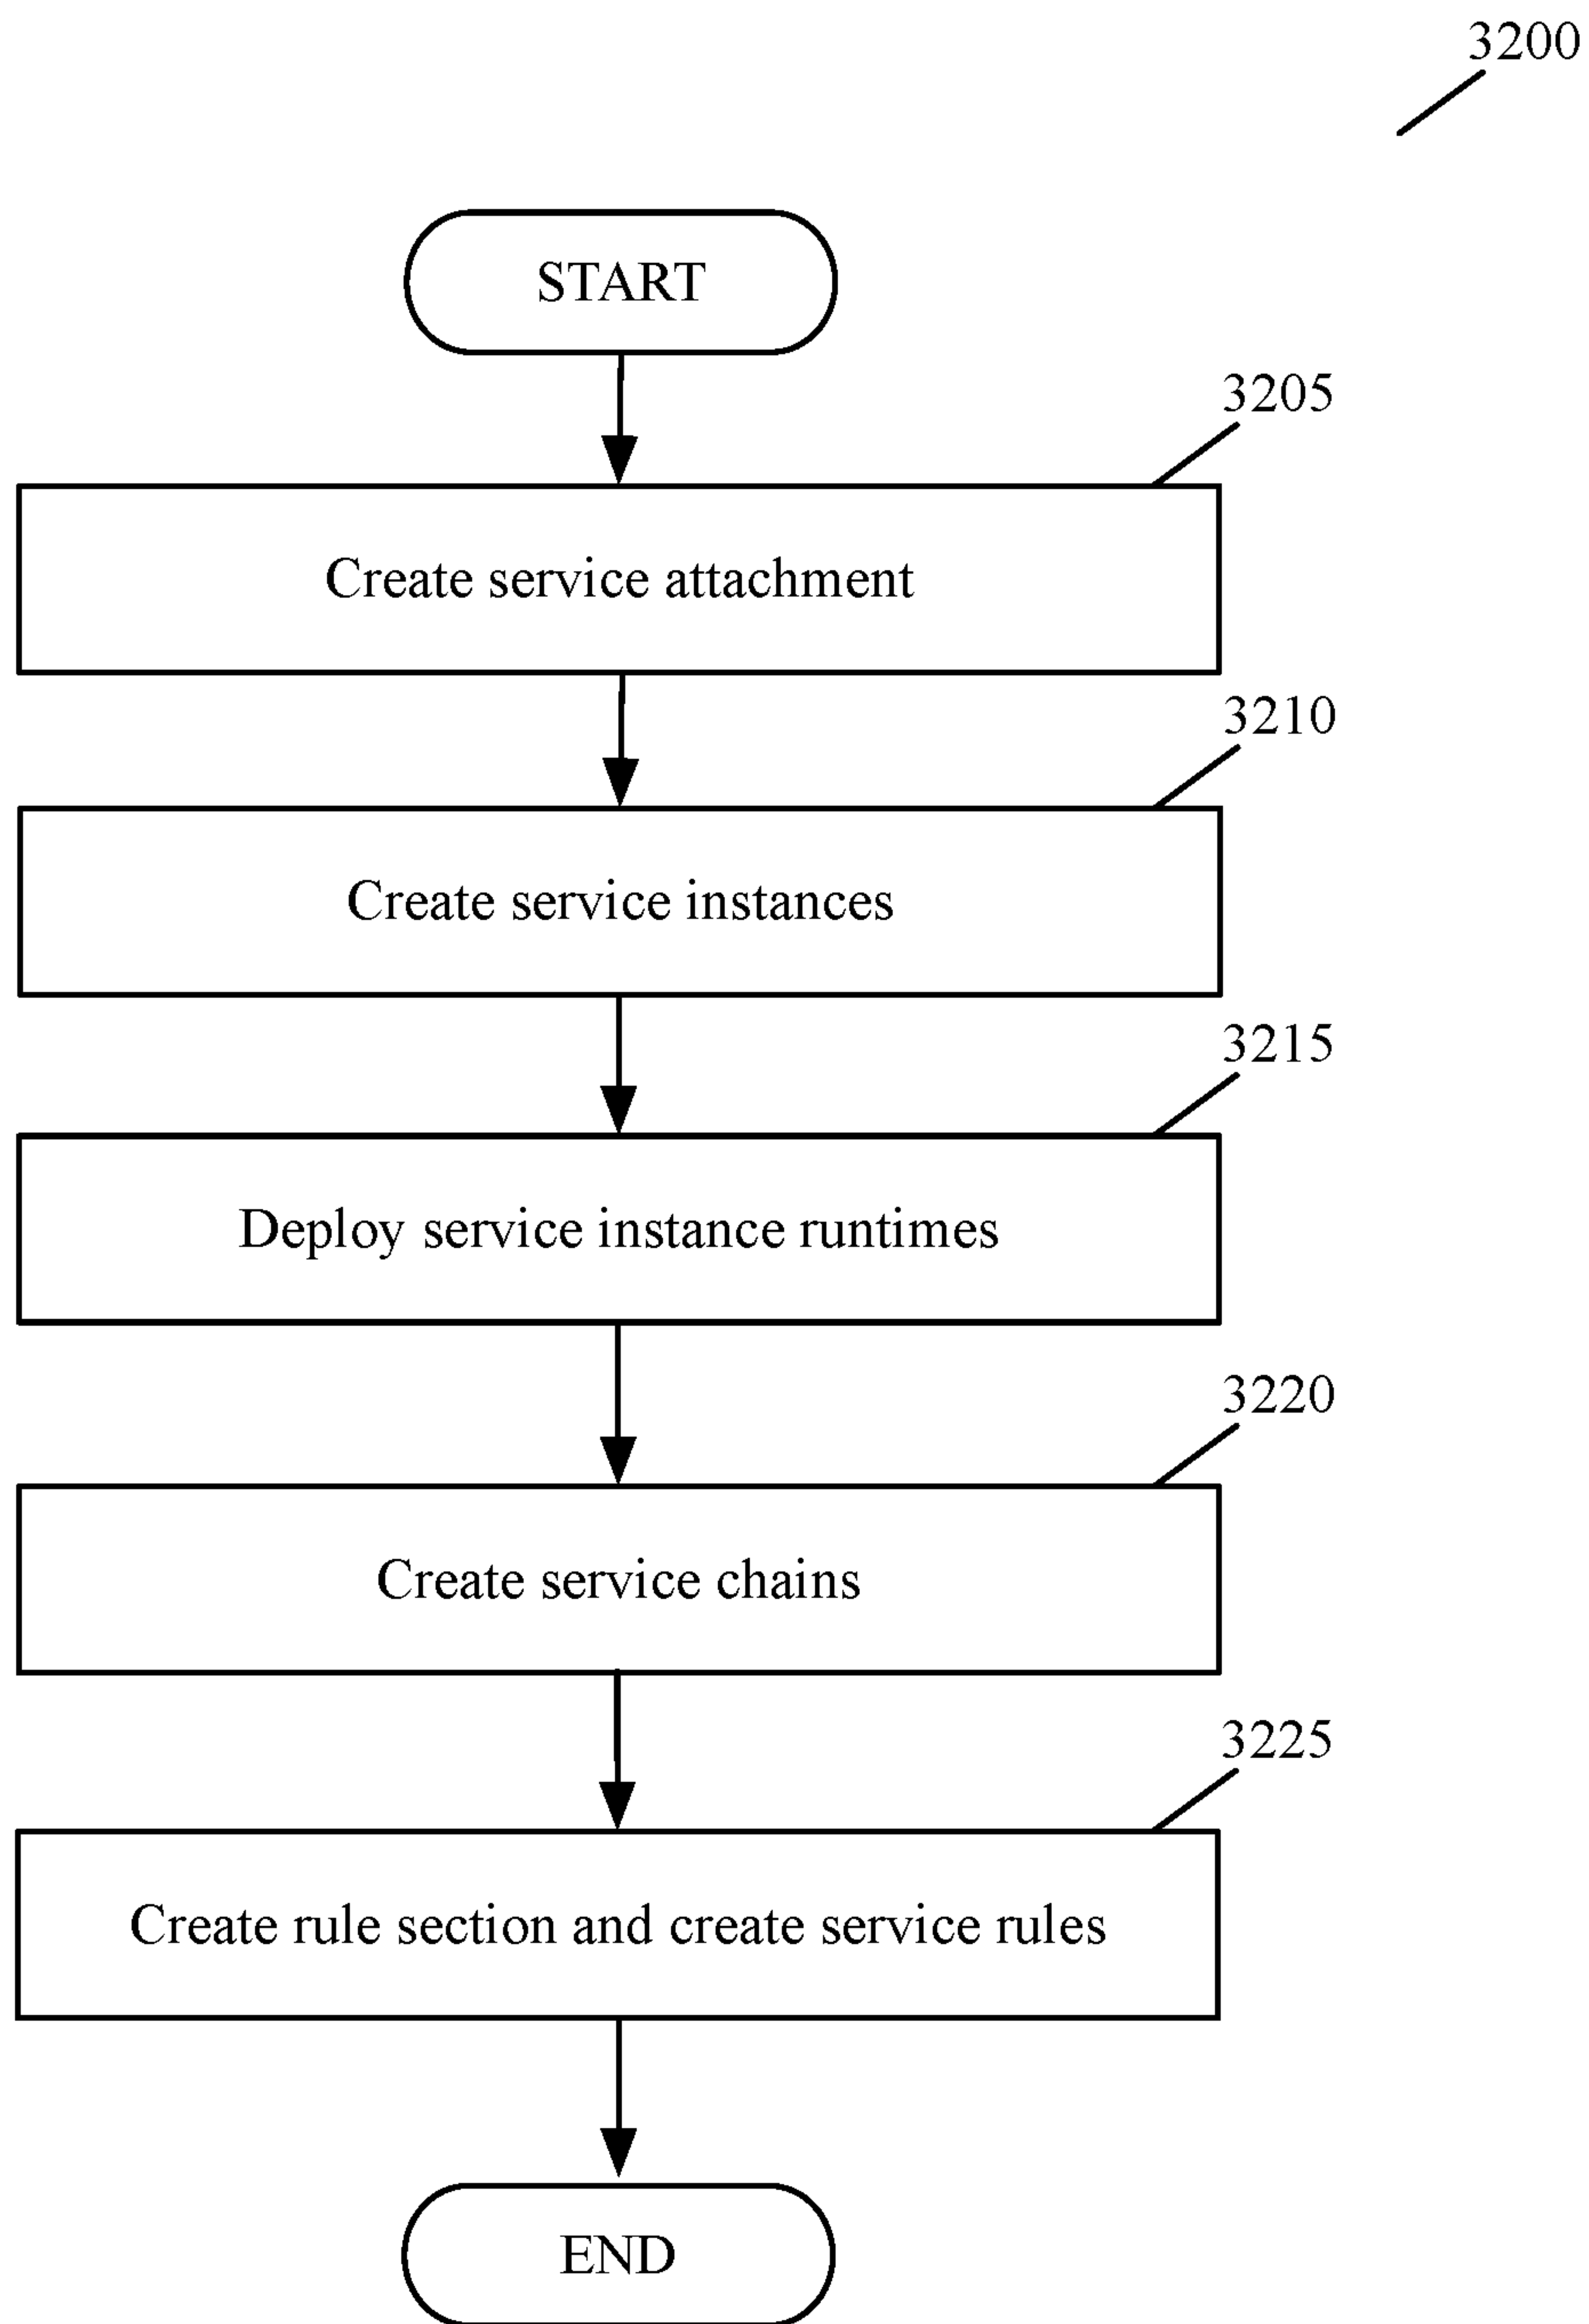 3200
START
3205
Create service attachment
3210
Create service instances
3215
Deploy service instance runtimes
3220
Create service chains
3225
Create rule section and create service rules
END